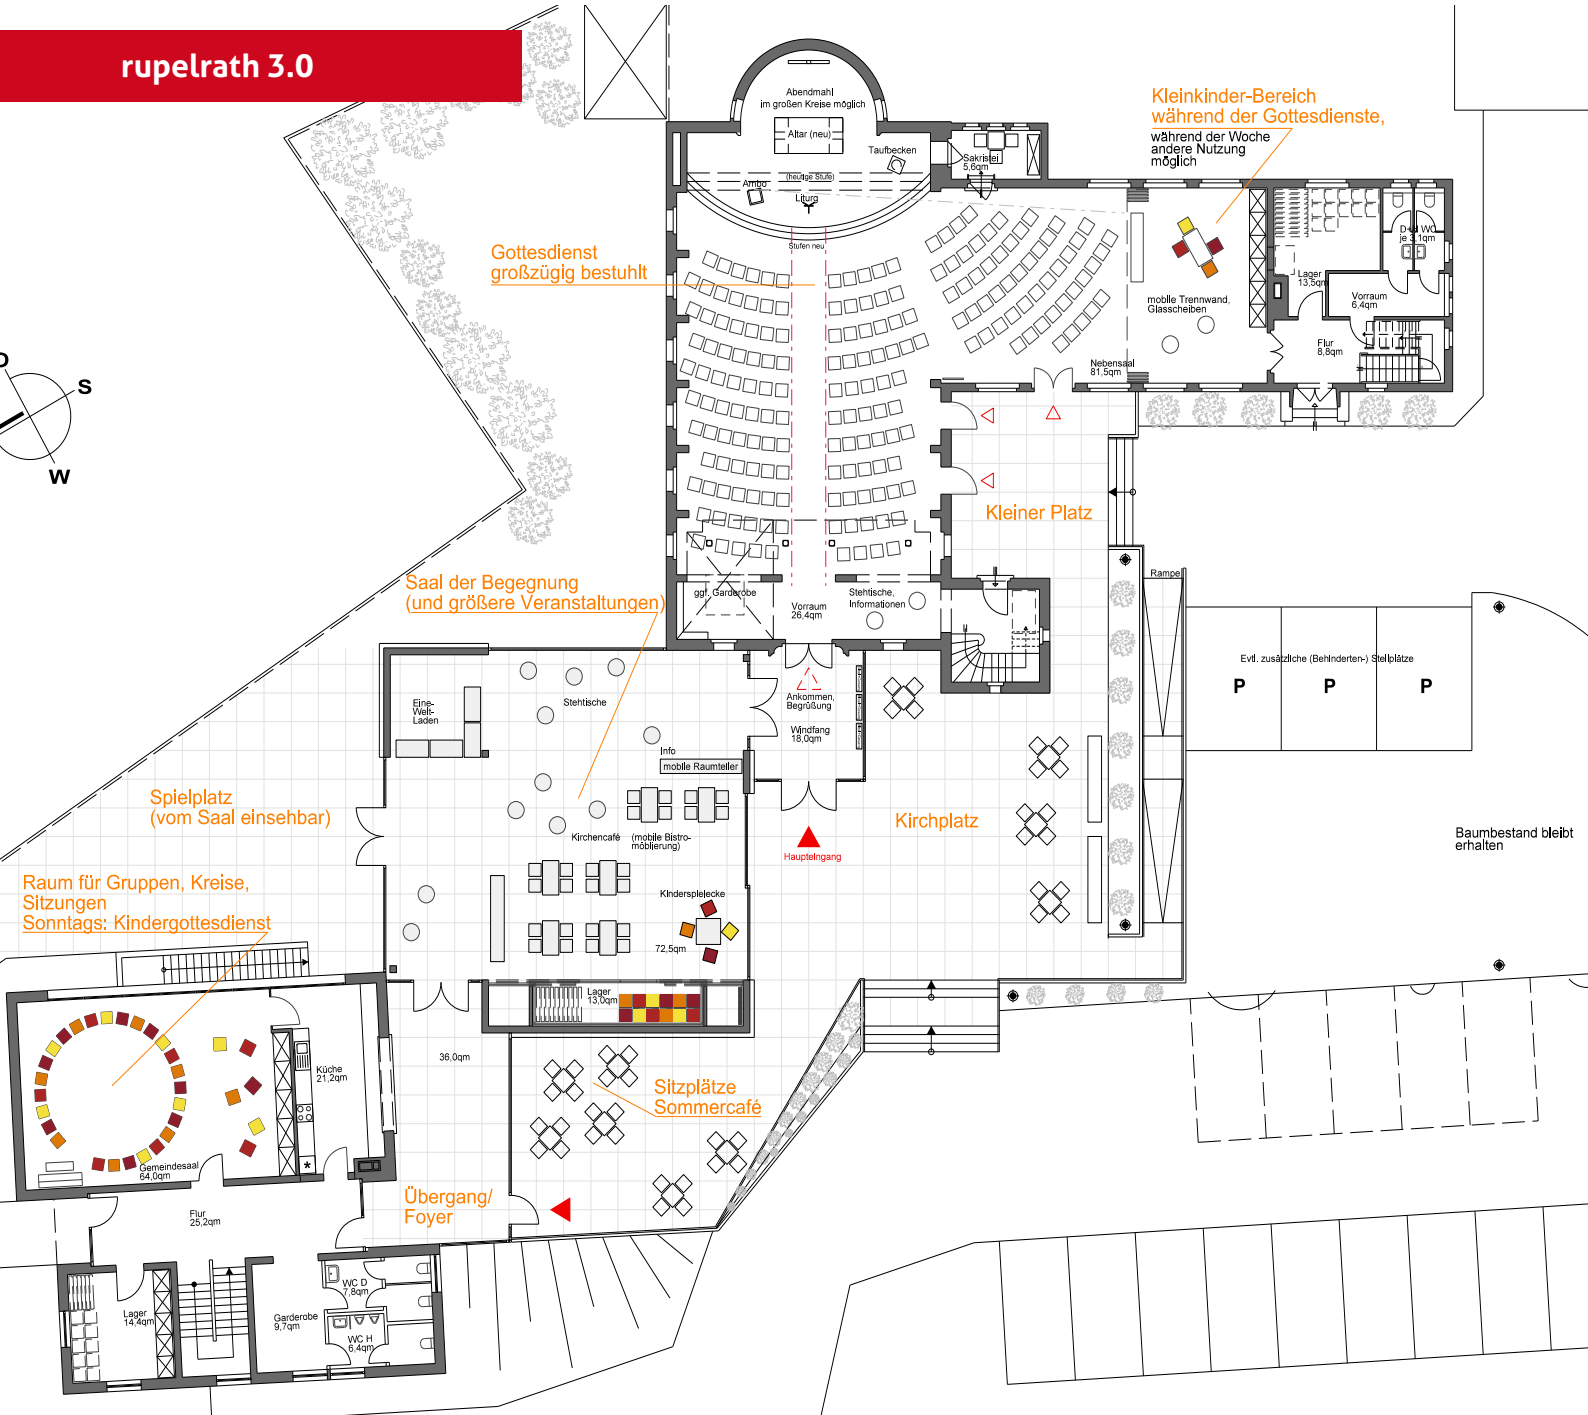 rupelrath 3.0
Abendmahl
im großen Kreise möglich
Altar (neu)
Taufbecken
Sakristei
5,6qm
(heutige Stufe)
Ambo
Liturg
Stufen neu
Kleinkinder-Bereich
während der Gottesdienste,
während der Woche
andere Nutzung
möglich
Gottesdienst
großzügig bestuhlt
D+H WC
je 3,1qm
Lager
13,5qm
Vorraum
6,4qm
mobile Trennwand,
Glasscheiben
Flur
8,8qm
Nebensaal
81,5qm
O
S
W
Kleiner Platz
Saal der Begegnung
(und größere Veranstaltungen)
ggf. Garderobe
Vorraum
26,4qm
Stehtische,
Informationen
Rampe
Evtl. zusätzliche (Behinderten-) Stellplätze
P
P
P
Eine-
Welt-
Laden
Stehtische
Ankommen,
Begrüßung
Windfang
18,0qm
Info
mobile Raumteiler
Spielplatz
(vom Saal einsehbar)
Kirchencafé
(mobile Bistro-
möblierung)
Kirchplatz
Haupteingang
Baumbestand bleibt
erhalten
Raum für Gruppen, Kreise,
Sitzungen
Sonntags: Kindergottesdienst
Kinderspielecke
72,5qm
Lager
13,0qm
36,0qm
Küche
21,2qm
*
Sitzplätze
Sommercafé
Gemeindesaal
64,0qm
Übergang/
Foyer
Flur
25,2qm
WC D
7,8qm
Lager
14,4qm
Garderobe
9,7qm
WC H
6,4qm